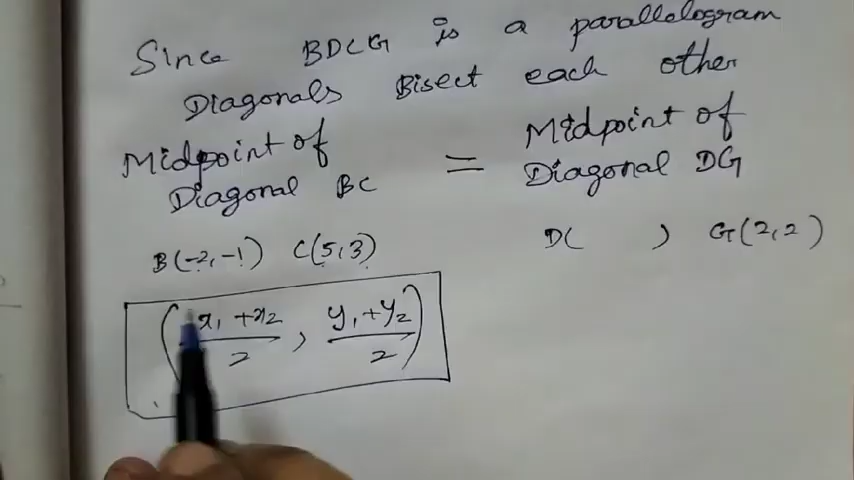 Since BDCG is a parallelogram
Diagonals Bisect each other
Midpoint of Diagonal BC = Midpoint of Diagonal DG
B(-2,-1) C(5,3) D( ) G(2,2)
(x₁+x₂/2, y₁+y₂/2)